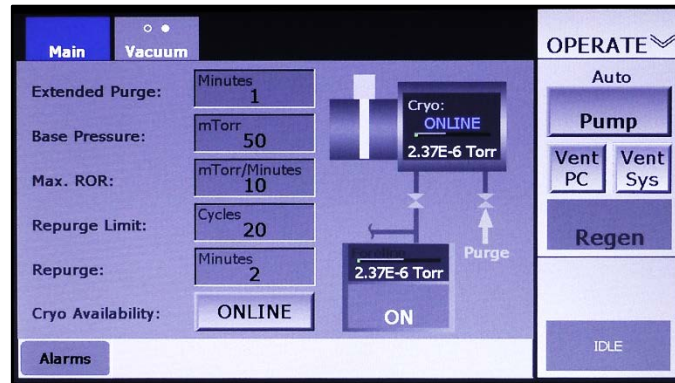 Main
Vacuum
OPERATE
Auto
Pump
Vent PC
Vent Sys
Regen
IDLE
Extended Purge:
Minutes
1
Base Pressure:
mTorr
50
Max. ROR:
mTorr/Minutes
10
Repurge Limit:
Cycles
20
Repurge:
Minutes
2
Cryo Availability:
ONLINE
Cryo:
ONLINE
2.37E-6 Torr
Purge
Foreline
2.37E-6 Torr
ON
Alarms